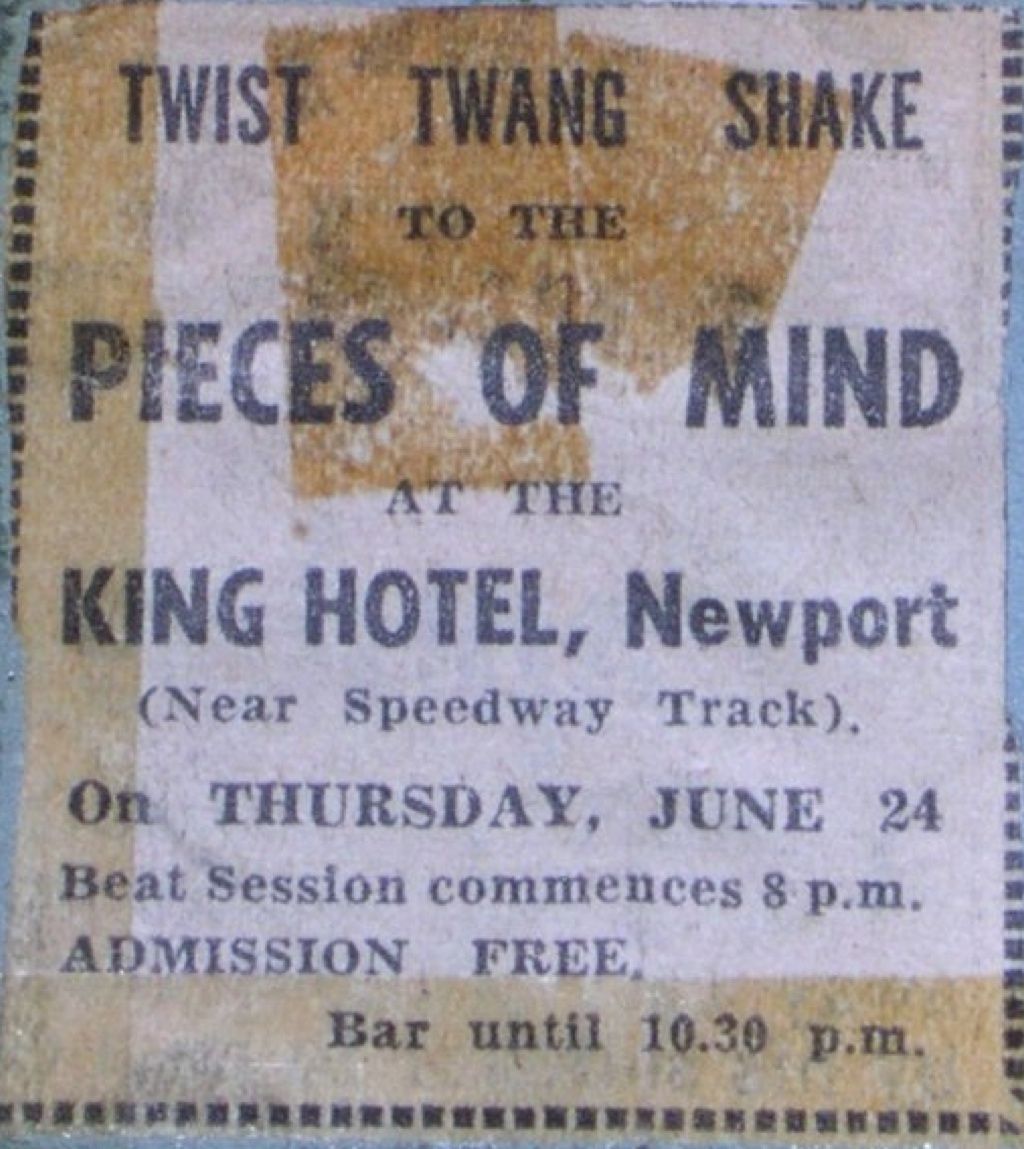 TWIST TWANG SHAKE
TO THE
PIECES OF MIND
AT THE
KING HOTEL, Newport
(Near Speedway Track).
On THURSDAY, JUNE 24
Beat Session commences 8 p.m.
ADMISSION FREE.
Bar until 10.30 p.m.